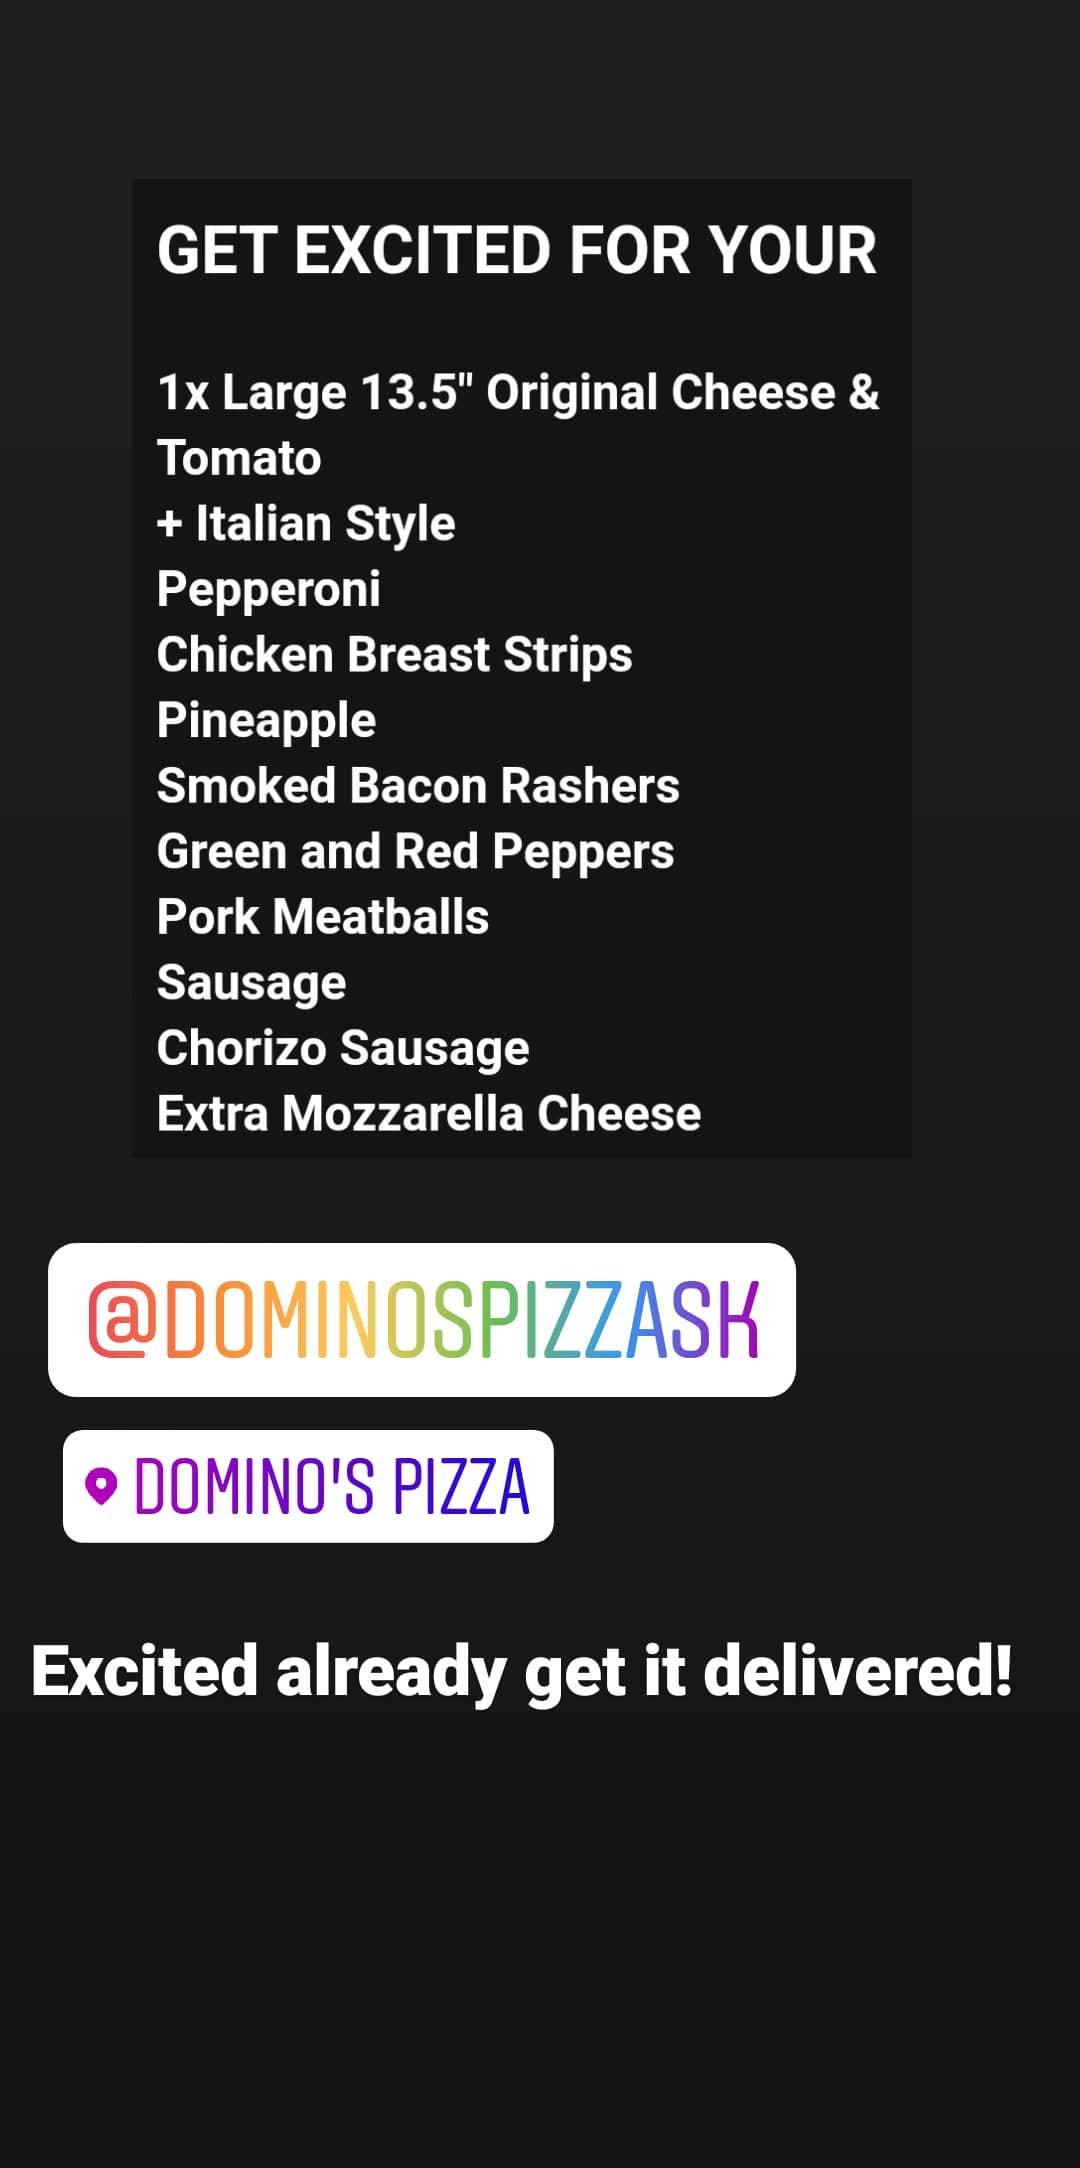 GET EXCITED FOR YOUR
1x Large 13.5" Original Cheese &
Tomato
+ Italian Style
Pepperoni
Chicken Breast Strips
Pineapple
Smoked Bacon Rashers
Green and Red Peppers
Pork Meatballs
Sausage
Chorizo Sausage
Extra Mozzarella Cheese
@DOMINOSPIZZASK
DOMINO'S PIZZA
Excited already get it delivered!